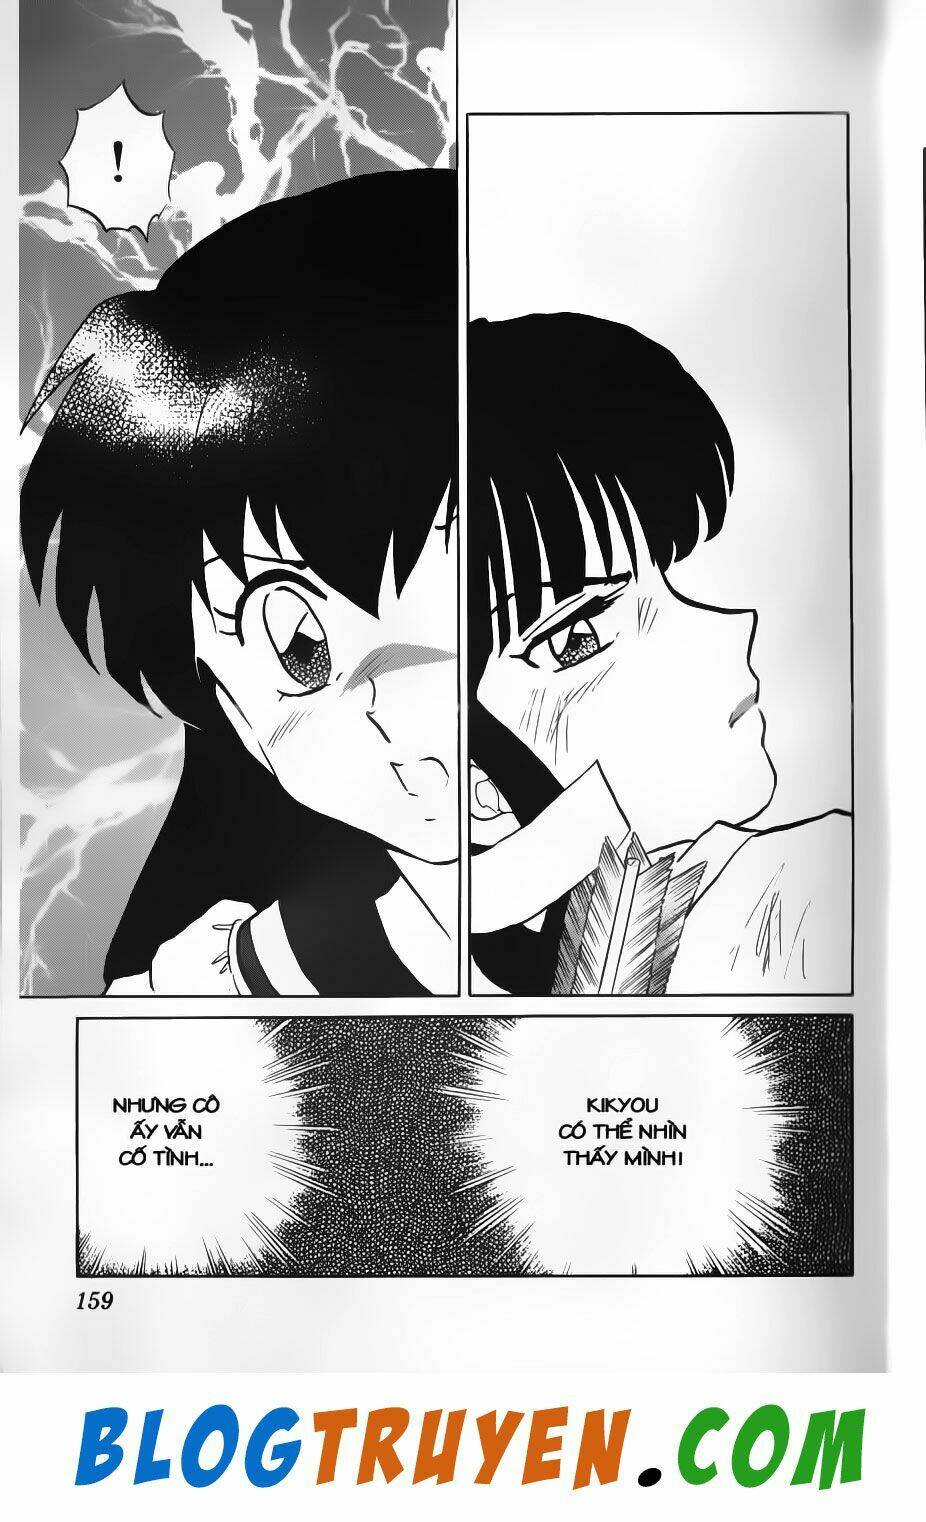 !
KIKYOU
CÓ THỂ NHÌN
THẤY MÌNH!
NHƯNG CÔ
ẤY VẪN
CỐ TÌNH...
159
BLOGTRUYEN.COM